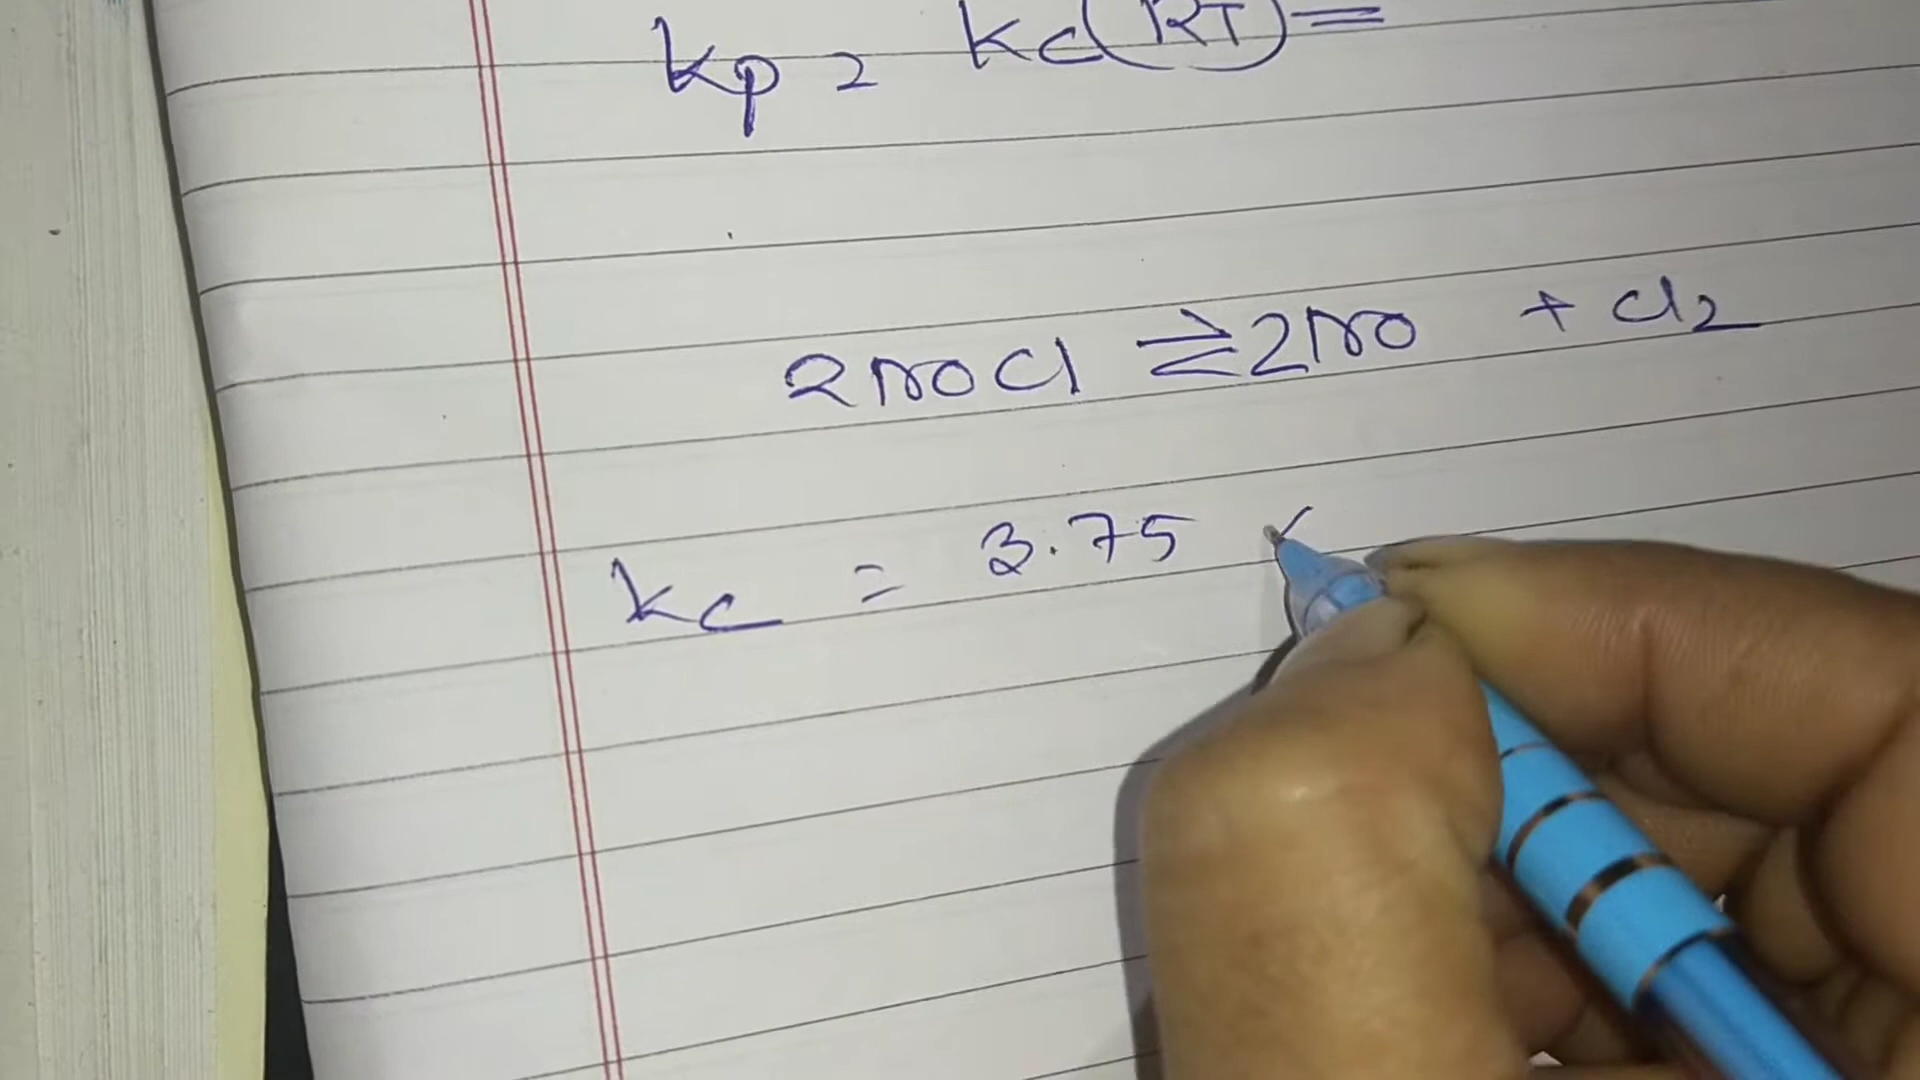 kp = kc(RT)=
2NOCl ⇌ 2NO + Cl2
kc = 3.75